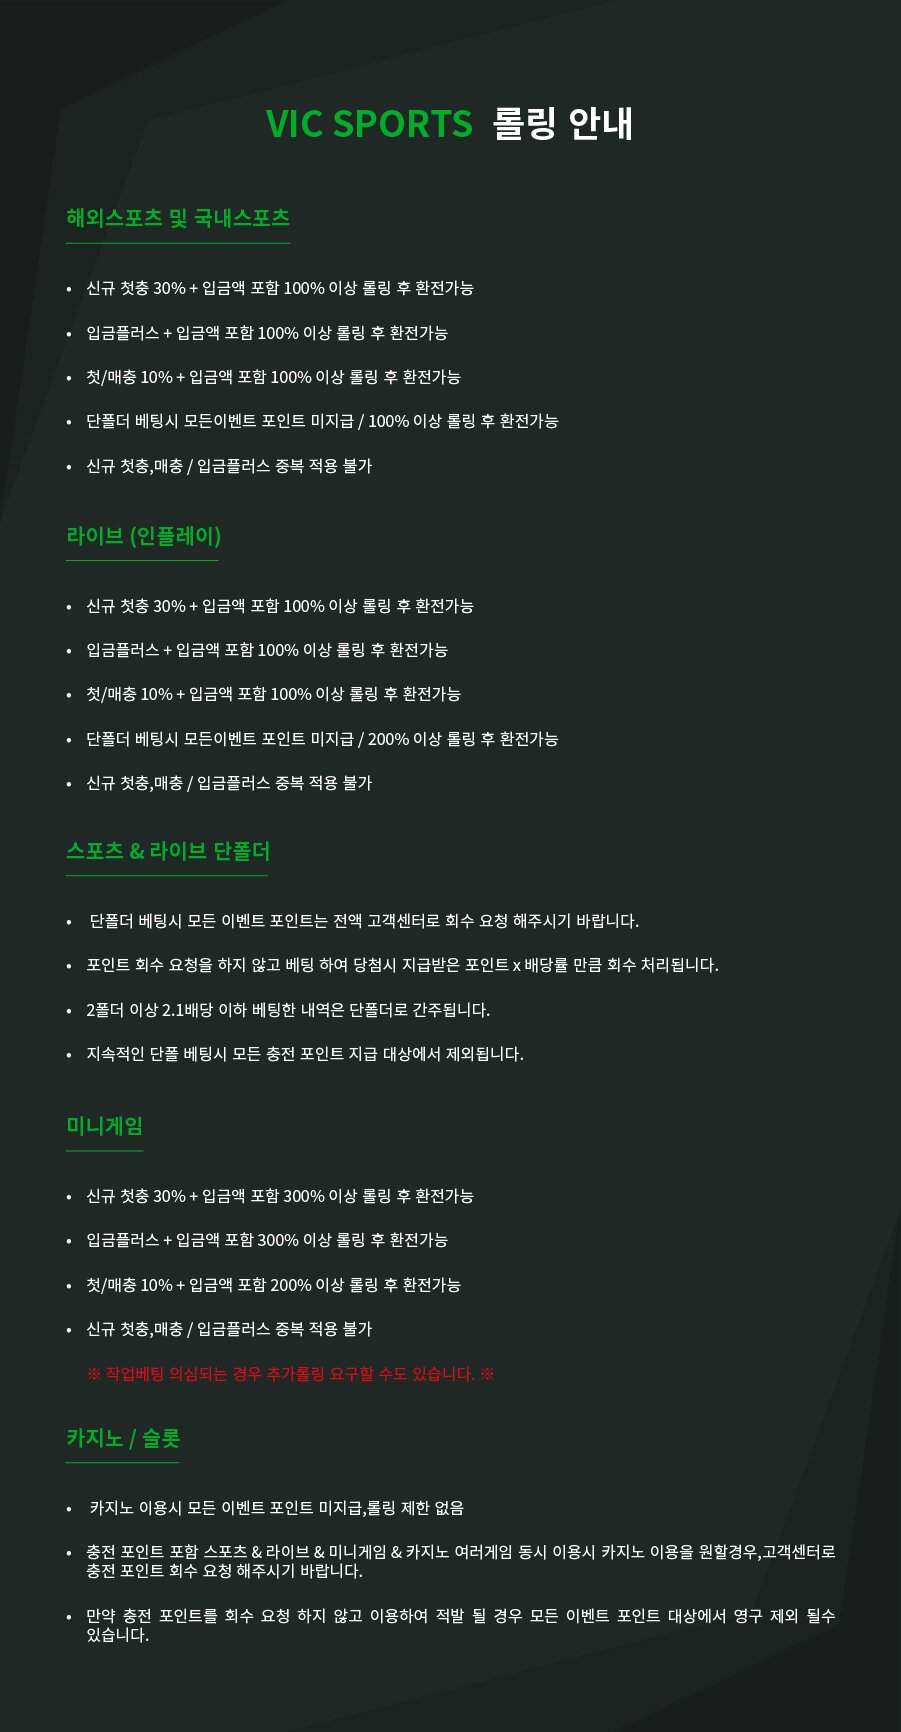 VIC SPORTS 롤링 안내
해외스포츠 및 국내스포츠
• 신규 첫충 30% + 입금액 포함 100% 이상 롤링 후 환전가능
• 입금플러스 + 입금액 포함 100% 이상 롤링 후 환전가능
• 첫/매충 10% + 입금액 포함 100% 이상 롤링 후 환전가능
• 단폴더 베팅시 모든이벤트 포인트 미지급 / 100% 이상 롤링 후 환전가능
• 신규 첫충,매충 / 입금플러스 중복 적용 불가
라이브 (인플레이)
• 신규 첫충 30% + 입금액 포함 100% 이상 롤링 후 환전가능
• 입금플러스 + 입금액 포함 100% 이상 롤링 후 환전가능
• 첫/매충 10% + 입금액 포함 100% 이상 롤링 후 환전가능
• 단폴더 베팅시 모든이벤트 포인트 미지급 / 200% 이상 롤링 후 환전가능
• 신규 첫충,매충 / 입금플러스 중복 적용 불가
스포츠 & 라이브 단폴더
• 단폴더 베팅시 모든 이벤트 포인트는 전액 고객센터로 회수 요청 해주시기 바랍니다.
• 포인트 회수 요청을 하지 않고 베팅 하여 당첨시 지급받은 포인트 x 배당률 만큼 회수 처리됩니다.
• 2폴더 이상 2.1배당 이하 베팅한 내역은 단폴더로 간주됩니다.
• 지속적인 단폴 베팅시 모든 충전 포인트 지급 대상에서 제외됩니다.
미니게임
• 신규 첫충 30% + 입금액 포함 300% 이상 롤링 후 환전가능
• 입금플러스 + 입금액 포함 300% 이상 롤링 후 환전가능
• 첫/매충 10% + 입금액 포함 200% 이상 롤링 후 환전가능
• 신규 첫충,매충 / 입금플러스 중복 적용 불가
※ 작업베팅 의심되는 경우 추가롤링 요구할 수도 있습니다. ※
카지노 / 슬롯
• 카지노 이용시 모든 이벤트 포인트 미지급,롤링 제한 없음
• 충전 포인트 포함 스포츠 & 라이브 & 미니게임 & 카지노 여러게임 동시 이용시 카지노 이용을 원할경우,고객센터로
충전 포인트 회수 요청 해주시기 바랍니다.
• 만약 충전 포인트를 회수 요청 하지 않고 이용하여 적발 될 경우 모든 이벤트 포인트 대상에서 영구 제외 될수
있습니다.